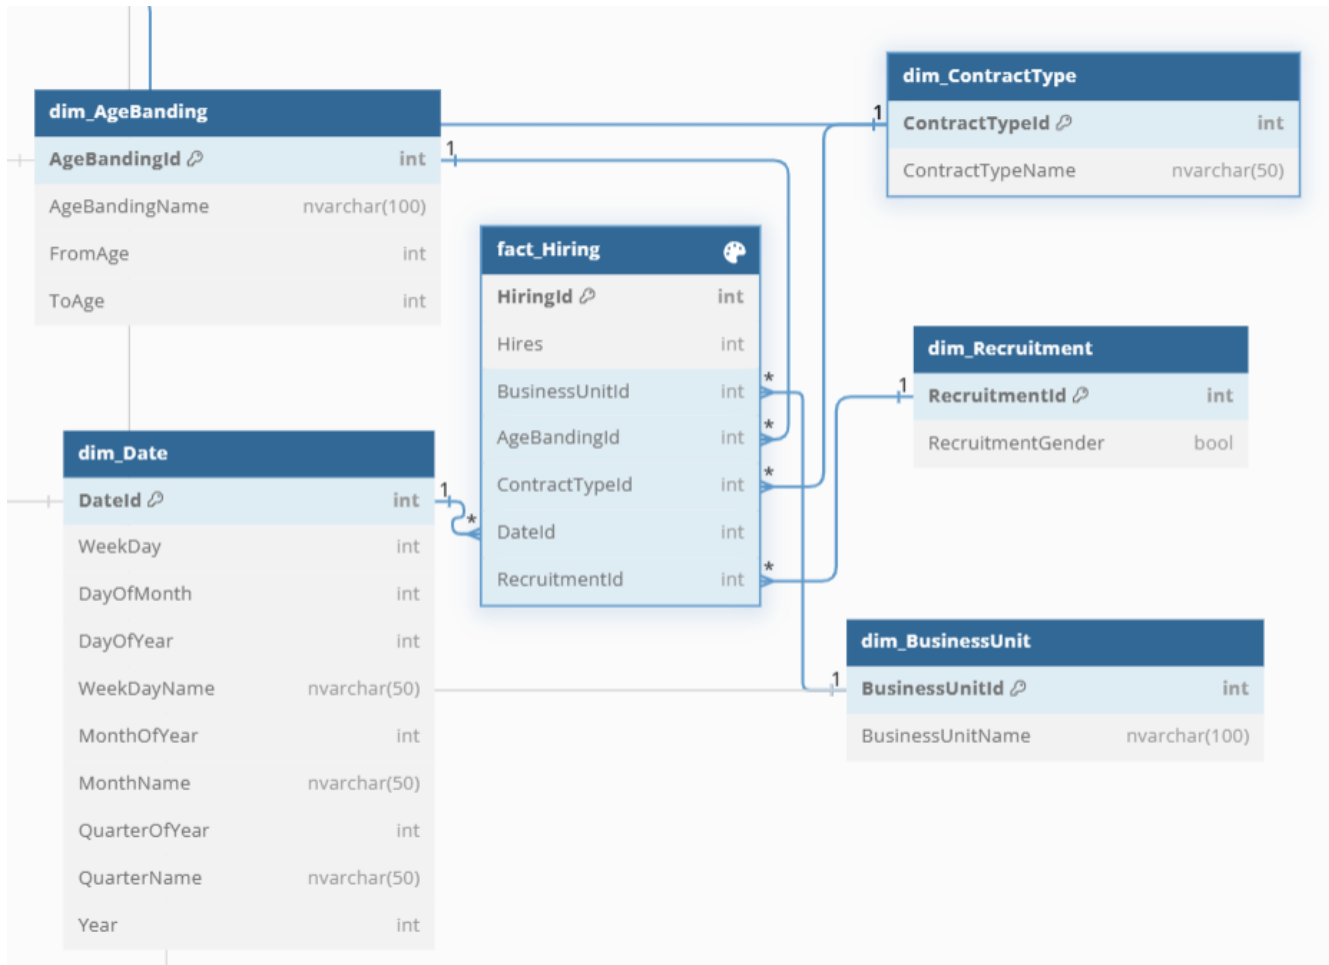 dim_AgeBanding
AgeBandingId int
AgeBandingName nvarchar(100)
FromAge int
ToAge int
1
dim_ContractType
1
ContractTypeId int
ContractTypeName nvarchar(50)
fact_Hiring
HiringId int
Hires int
BusinessUnitId int *
AgeBandingId int *
ContractTypeId int *
* DateId int
RecruitmentId int *
dim_Recruitment
1
RecruitmentId int
RecruitmentGender bool
dim_Date
DateId int 1
WeekDay int
DayOfMonth int
DayOfYear int
WeekDayName nvarchar(50)
MonthOfYear int
MonthName nvarchar(50)
QuarterOfYear int
QuarterName nvarchar(50)
Year int
dim_BusinessUnit
1
BusinessUnitId int
BusinessUnitName nvarchar(100)